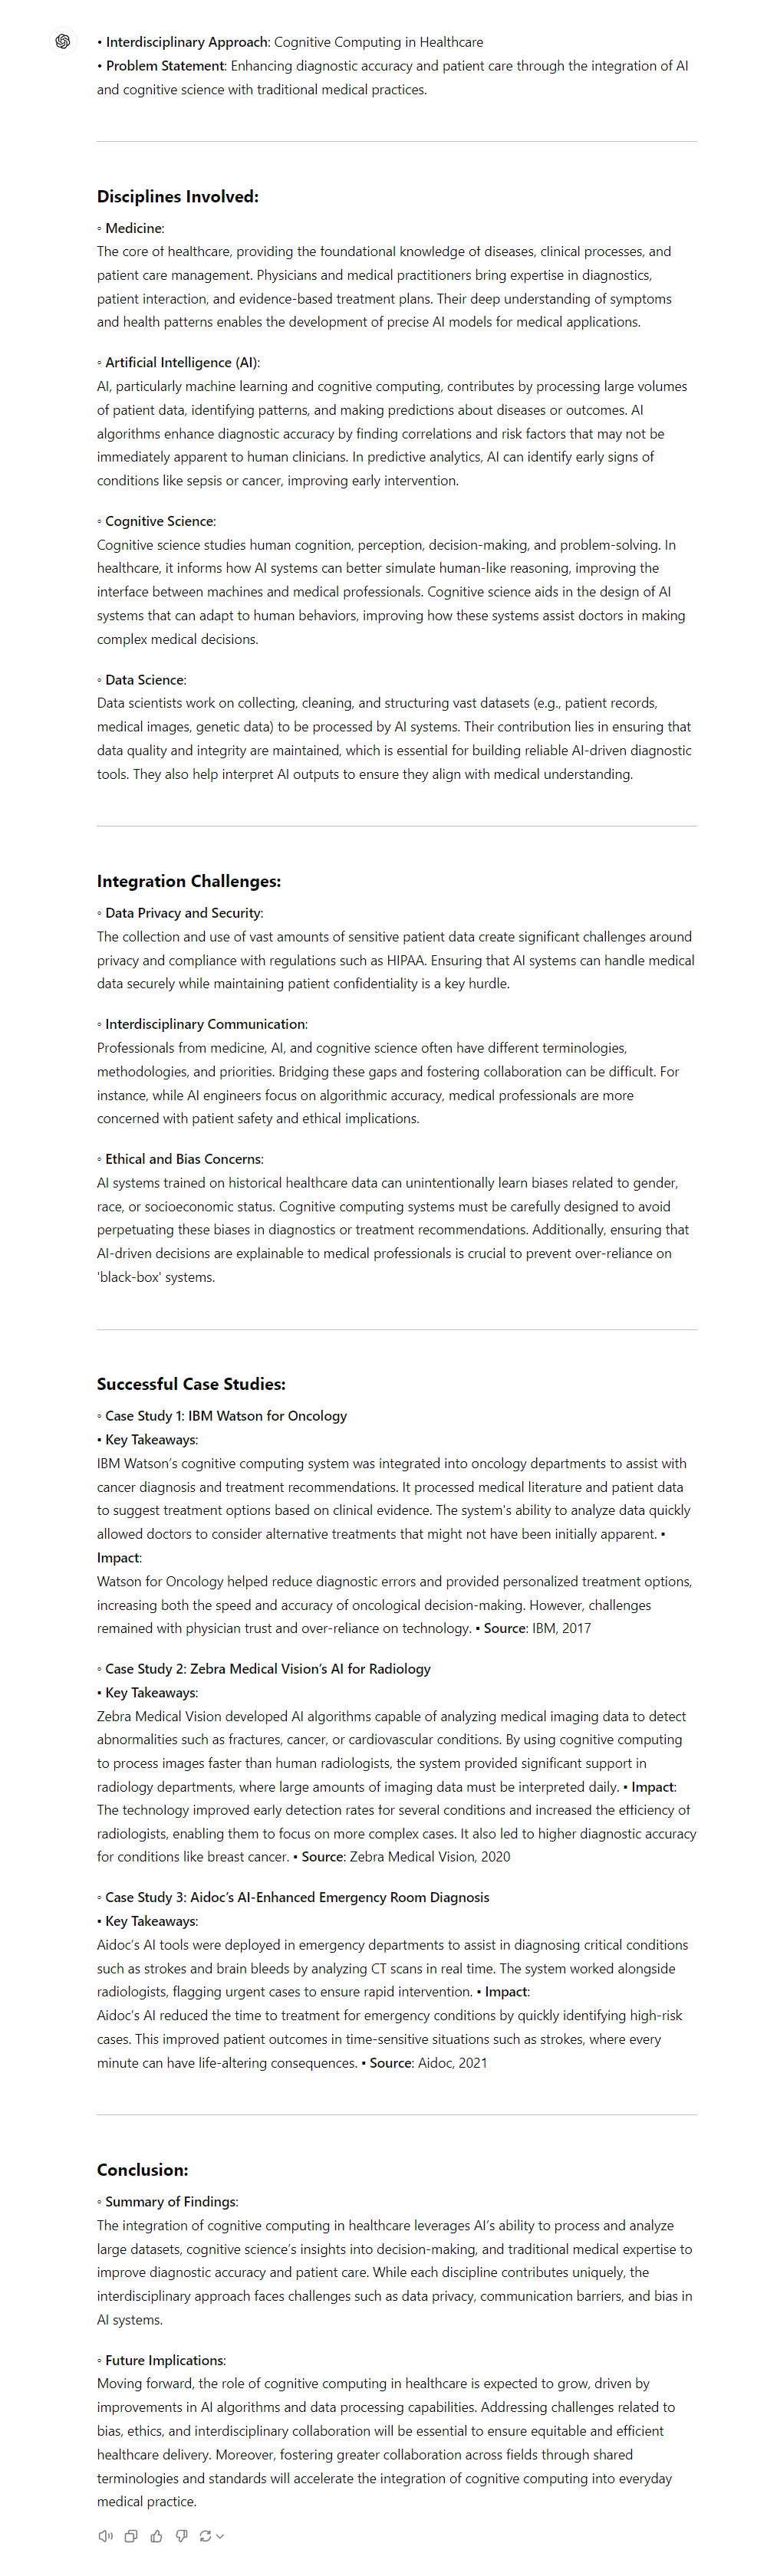 • Interdisciplinary Approach: Cognitive Computing in Healthcare
• Problem Statement: Enhancing diagnostic accuracy and patient care through the integration of AI
and cognitive science with traditional medical practices.
Disciplines Involved:
◦ Medicine:
The core of healthcare, providing the foundational knowledge of diseases, clinical processes, and
patient care management. Physicians and medical practitioners bring expertise in diagnostics,
patient interaction, and evidence-based treatment plans. Their deep understanding of symptoms
and health patterns enables the development of precise AI models for medical applications.
◦ Artificial Intelligence (AI):
AI, particularly machine learning and cognitive computing, contributes by processing large volumes
of patient data, identifying patterns, and making predictions about diseases or outcomes. AI
algorithms enhance diagnostic accuracy by finding correlations and risk factors that may not be
immediately apparent to human clinicians. In predictive analytics, AI can identify early signs of
conditions like sepsis or cancer, improving early intervention.
◦ Cognitive Science:
Cognitive science studies human cognition, perception, decision-making, and problem-solving. In
healthcare, it informs how AI systems can better simulate human-like reasoning, improving the
interface between machines and medical professionals. Cognitive science aids in the design of AI
systems that can adapt to human behaviors, improving how these systems assist doctors in making
complex medical decisions.
◦ Data Science:
Data scientists work on collecting, cleaning, and structuring vast datasets (e.g., patient records,
medical images, genetic data) to be processed by AI systems. Their contribution lies in ensuring that
data quality and integrity are maintained, which is essential for building reliable AI-driven diagnostic
tools. They also help interpret AI outputs to ensure they align with medical understanding.
Integration Challenges:
◦ Data Privacy and Security:
The collection and use of vast amounts of sensitive patient data create significant challenges around
privacy and compliance with regulations such as HIPAA. Ensuring that AI systems can handle medical
data securely while maintaining patient confidentiality is a key hurdle.
◦ Interdisciplinary Communication:
Professionals from medicine, AI, and cognitive science often have different terminologies,
methodologies, and priorities. Bridging these gaps and fostering collaboration can be difficult. For
instance, while AI engineers focus on algorithmic accuracy, medical professionals are more
concerned with patient safety and ethical implications.
◦ Ethical and Bias Concerns:
AI systems trained on historical healthcare data can unintentionally learn biases related to gender,
race, or socioeconomic status. Cognitive computing systems must be carefully designed to avoid
perpetuating these biases in diagnostics or treatment recommendations. Additionally, ensuring that
AI-driven decisions are explainable to medical professionals is crucial to prevent over-reliance on
'black-box' systems.
Successful Case Studies:
◦ Case Study 1: IBM Watson for Oncology
• Key Takeaways:
IBM Watson's cognitive computing system was integrated into oncology departments to assist with
cancer diagnosis and treatment recommendations. It processed medical literature and patient data
to suggest treatment options based on clinical evidence. The system's ability to analyze data quickly
allowed doctors to consider alternative treatments that might not have been initially apparent. •
Impact:
Watson for Oncology helped reduce diagnostic errors and provided personalized treatment options,
increasing both the speed and accuracy of oncological decision-making. However, challenges
remained with physician trust and over-reliance on technology. • Source: IBM, 2017
◦ Case Study 2: Zebra Medical Vision's AI for Radiology
• Key Takeaways:
Zebra Medical Vision developed AI algorithms capable of analyzing medical imaging data to detect
abnormalities such as fractures, cancer, or cardiovascular conditions. By using cognitive computing
to process images faster than human radiologists, the system provided significant support in
radiology departments, where large amounts of imaging data must be interpreted daily. • Impact:
The technology improved early detection rates for several conditions and increased the efficiency of
radiologists, enabling them to focus on more complex cases. It also led to higher diagnostic accuracy
for conditions like breast cancer. • Source: Zebra Medical Vision, 2020
◦ Case Study 3: Aidoc's AI-Enhanced Emergency Room Diagnosis
• Key Takeaways:
Aidoc's AI tools were deployed in emergency departments to assist in diagnosing critical conditions
such as strokes and brain bleeds by analyzing CT scans in real time. The system worked alongside
radiologists, flagging urgent cases to ensure rapid intervention. • Impact:
Aidoc's AI reduced the time to treatment for emergency conditions by quickly identifying high-risk
cases. This improved patient outcomes in time-sensitive situations such as strokes, where every
minute can have life-altering consequences. • Source: Aidoc, 2021
Conclusion:
◦ Summary of Findings:
The integration of cognitive computing in healthcare leverages AI's ability to process and analyze
large datasets, cognitive science's insights into decision-making, and traditional medical expertise to
improve diagnostic accuracy and patient care. While each discipline contributes uniquely, the
interdisciplinary approach faces challenges such as data privacy, communication barriers, and bias in
AI systems.
◦ Future Implications:
Moving forward, the role of cognitive computing in healthcare is expected to grow, driven by
improvements in AI algorithms and data processing capabilities. Addressing challenges related to
bias, ethics, and interdisciplinary collaboration will be essential to ensure equitable and efficient
healthcare delivery. Moreover, fostering greater collaboration across fields through shared
terminologies and standards will accelerate the integration of cognitive computing into everyday
medical practice.